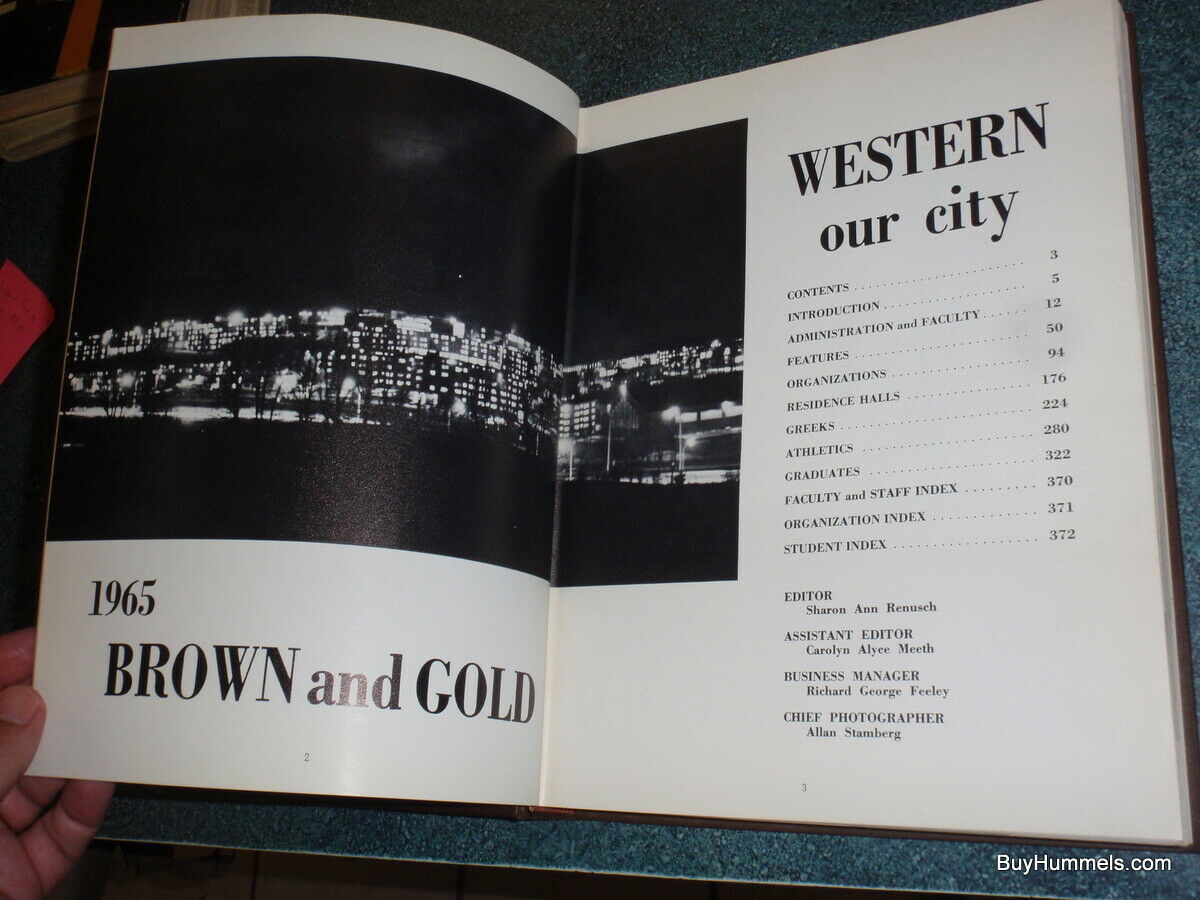 1965
BROWN and GOLD
2
WESTERN
our city
CONTENTS . . . . . . . . . . . . . . . . . . . . . . . . 3
INTRODUCTION . . . . . . . . . . . . . . . . . . . . 5
ADMINISTRATION and FACULTY . . . . . . 12
FEATURES . . . . . . . . . . . . . . . . . . . . . . . . 50
ORGANIZATIONS . . . . . . . . . . . . . . . . . . . 94
RESIDENCE HALLS . . . . . . . . . . . . . . . . . 176
GREEKS . . . . . . . . . . . . . . . . . . . . . . . . . 224
ATHLETICS . . . . . . . . . . . . . . . . . . . . . . . 280
GRADUATES . . . . . . . . . . . . . . . . . . . . . . 322
FACULTY and STAFF INDEX . . . . . . . . . 370
ORGANIZATION INDEX . . . . . . . . . . . . . 371
STUDENT INDEX . . . . . . . . . . . . . . . . . . 372
EDITOR
Sharon Ann Renusch
ASSISTANT EDITOR
Carolyn Alyce Meeth
BUSINESS MANAGER
Richard George Feeley
CHIEF PHOTOGRAPHER
Allan Stamberg
3
BuyHummels.com